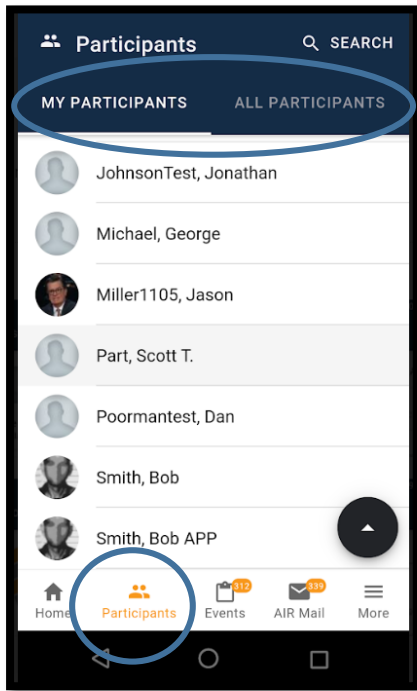 Participants SEARCH
MY PARTICIPANTS ALL PARTICIPANTS
JohnsonTest, Jonathan
Michael, George
Miller1105, Jason
Part, Scott T.
Poormantest, Dan
Smith, Bob
Smith, Bob APP
312 339
Home Participants Events AIR Mail More